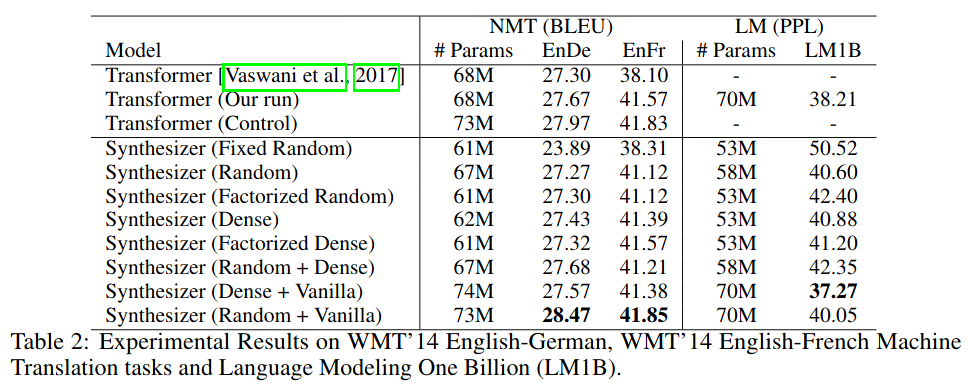 NMT (BLEU) LM (PPL)
Model # Params EnDe EnFr # Params LM1B
Transformer [Vaswani et al., 2017] 68M 27.30 38.10 - -
Transformer (Our run) 68M 27.67 41.57 70M 38.21
Transformer (Control) 73M 27.97 41.83 - -
Synthesizer (Fixed Random) 61M 23.89 38.31 53M 50.52
Synthesizer (Random) 67M 27.27 41.12 58M 40.60
Synthesizer (Factorized Random) 61M 27.30 41.12 53M 42.40
Synthesizer (Dense) 62M 27.43 41.39 53M 40.88
Synthesizer (Factorized Dense) 61M 27.32 41.57 53M 41.20
Synthesizer (Random + Dense) 67M 27.68 41.21 58M 42.35
Synthesizer (Dense + Vanilla) 74M 27.57 41.38 70M 37.27
Synthesizer (Random + Vanilla) 73M 28.47 41.85 70M 40.05
Table 2: Experimental Results on WMT'14 English-German, WMT'14 English-French Machine
Translation tasks and Language Modeling One Billion (LM1B).